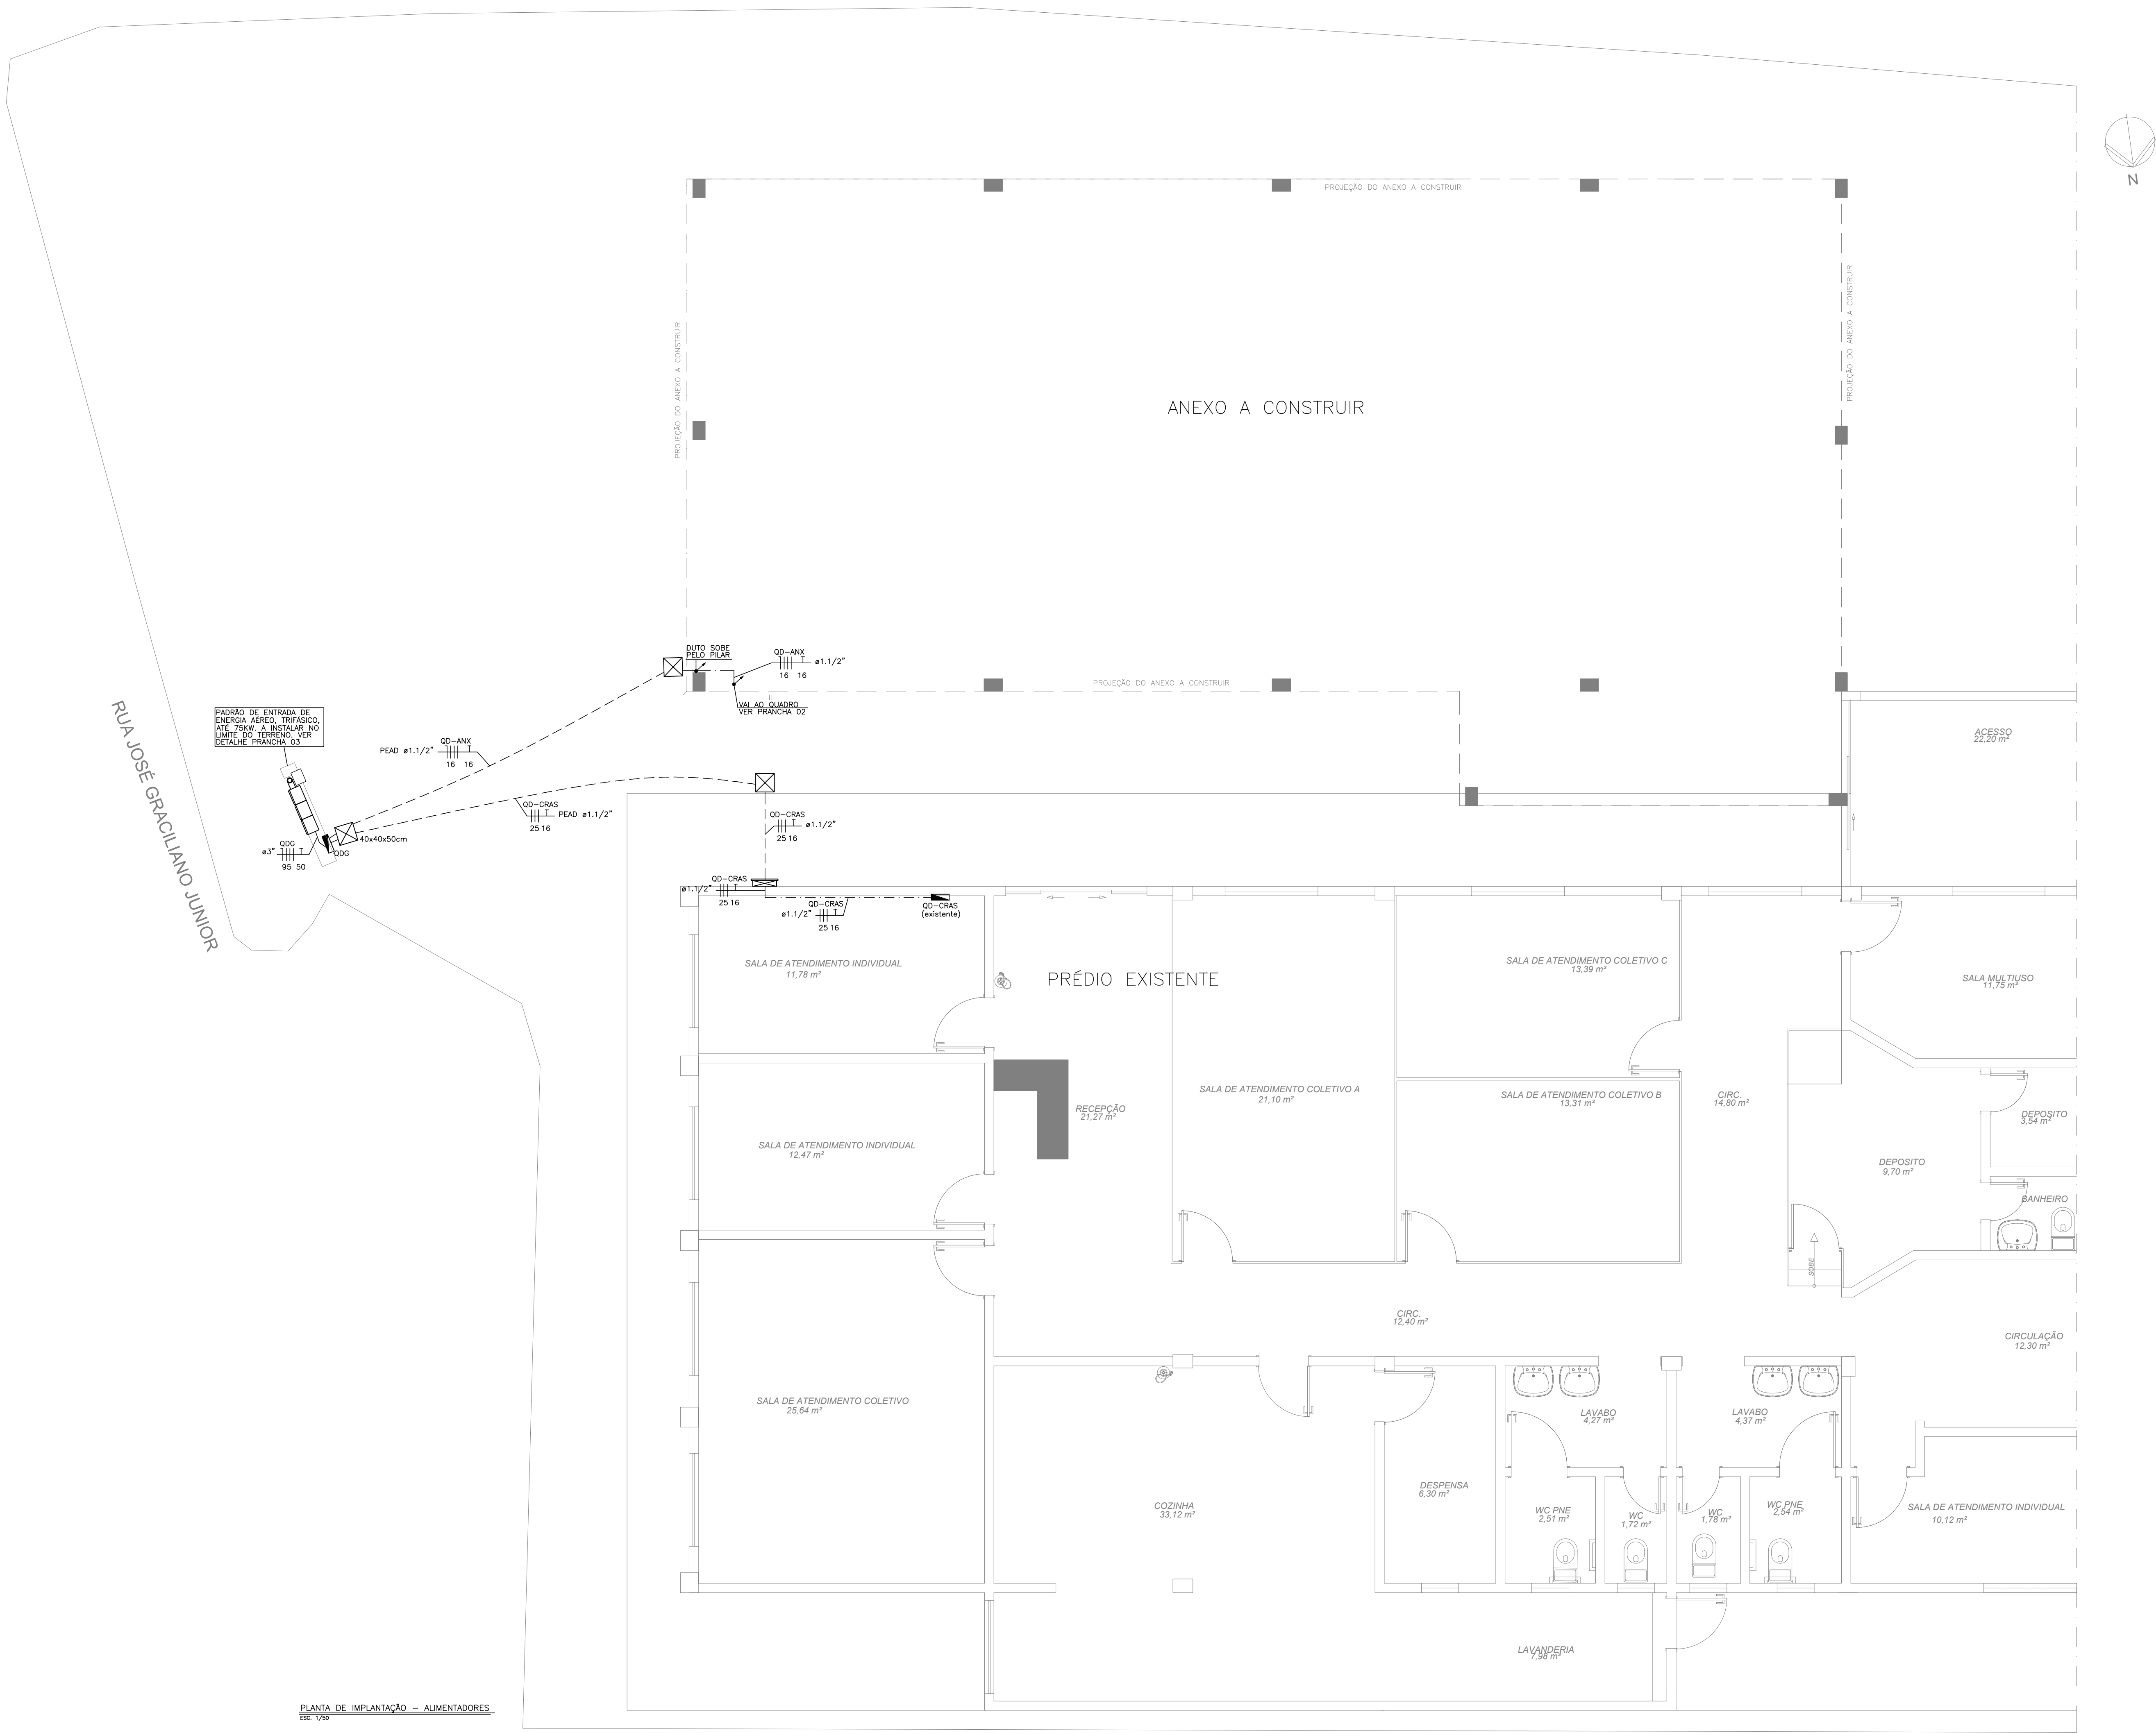 N
PROJEÇÃO DO ANEXO A CONSTRUIR
PROJEÇÃO DO ANEXO A CONSTRUIR
PROJEÇÃO DO ANEXO A CONSTRUIR
ANEXO A CONSTRUIR
DUTO SOBE
PELO PILAR
QD-ANX
ø1.1/2"
16 16
PROJEÇÃO DO ANEXO A CONSTRUIR
VAI AO QUADRO
VER PRANCHA 02
RUA JOSÉ GRACILIANO JUNIOR
PADRÃO DE ENTRADA DE
ENERGIA AÉREO, TRIFÁSICO,
ATÉ 75KW, A INSTALAR NO
LIMITE DO TERRENO. VER
DETALHE PRANCHA 03
QD-ANX
PEAD ø1.1/2"
16 16
ACESSO
22,20 m²
QD-CRAS
PEAD ø1.1/2"
25 16
QD-CRAS
ø1.1/2"
25 16
40x40x50cm
QDG
QDG
ø3"
95 50
QD-CRAS
ø1.1/2"
25 16
QD-CRAS
ø1.1/2"
25 16
QD-CRAS
(existente)
SALA DE ATENDIMENTO INDIVIDUAL
11,78 m²
PRÉDIO EXISTENTE
SALA DE ATENDIMENTO COLETIVO C
13,39 m²
SALA MULTIUSO
11,75 m²
SALA DE ATENDIMENTO INDIVIDUAL
12,47 m²
RECEPÇÃO
21,27 m²
SALA DE ATENDIMENTO COLETIVO A
21,10 m²
SALA DE ATENDIMENTO COLETIVO B
13,31 m²
CIRC.
14,80 m²
DEPOSITO
3,54 m²
DEPOSITO
9,70 m²
BANHEIRO
SOBE
CIRC.
12,40 m²
CIRCULAÇÃO
12,30 m²
SALA DE ATENDIMENTO COLETIVO
25,64 m²
LAVABO
4,27 m²
LAVABO
4,37 m²
COZINHA
33,12 m²
DESPENSA
6,30 m²
WC PNE
2,51 m²
WC
1,72 m²
WC
1,78 m²
WC PNE
2,54 m²
SALA DE ATENDIMENTO INDIVIDUAL
10,12 m²
LAVANDERIA
7,98 m²
PLANTA DE IMPLANTAÇÃO – ALIMENTADORES
ESC. 1/50